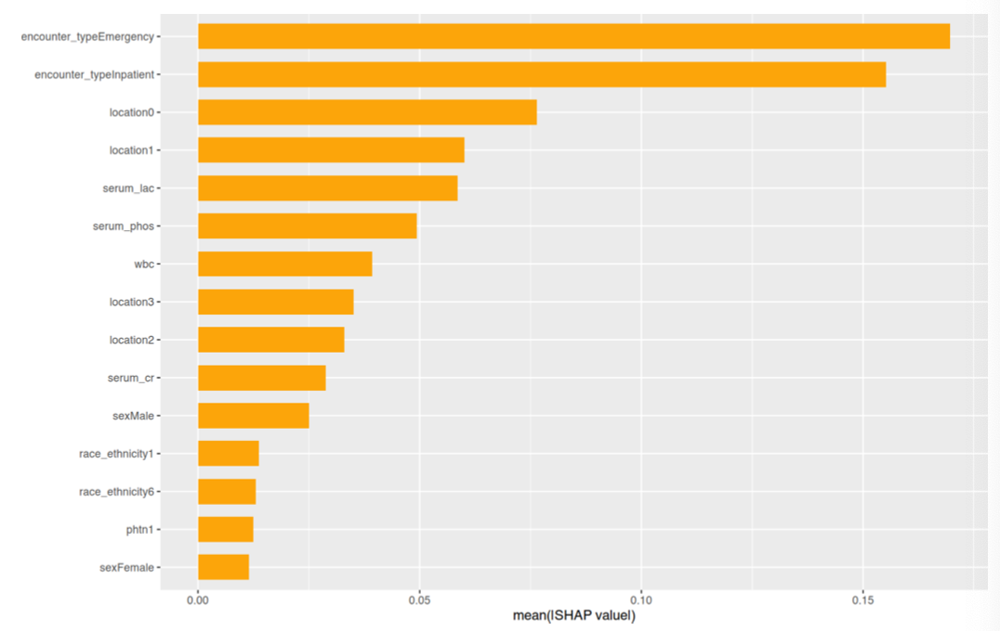 encounter_typeEmergency
encounter_typeInpatient
location0
location1
serum_lac
serum_phos
wbc
location3
location2
serum_cr
sexMale
race_ethnicity1
race_ethnicity6
phtn1
sexFemale
0.00 0.05 0.10 0.15
mean(|SHAP value|)